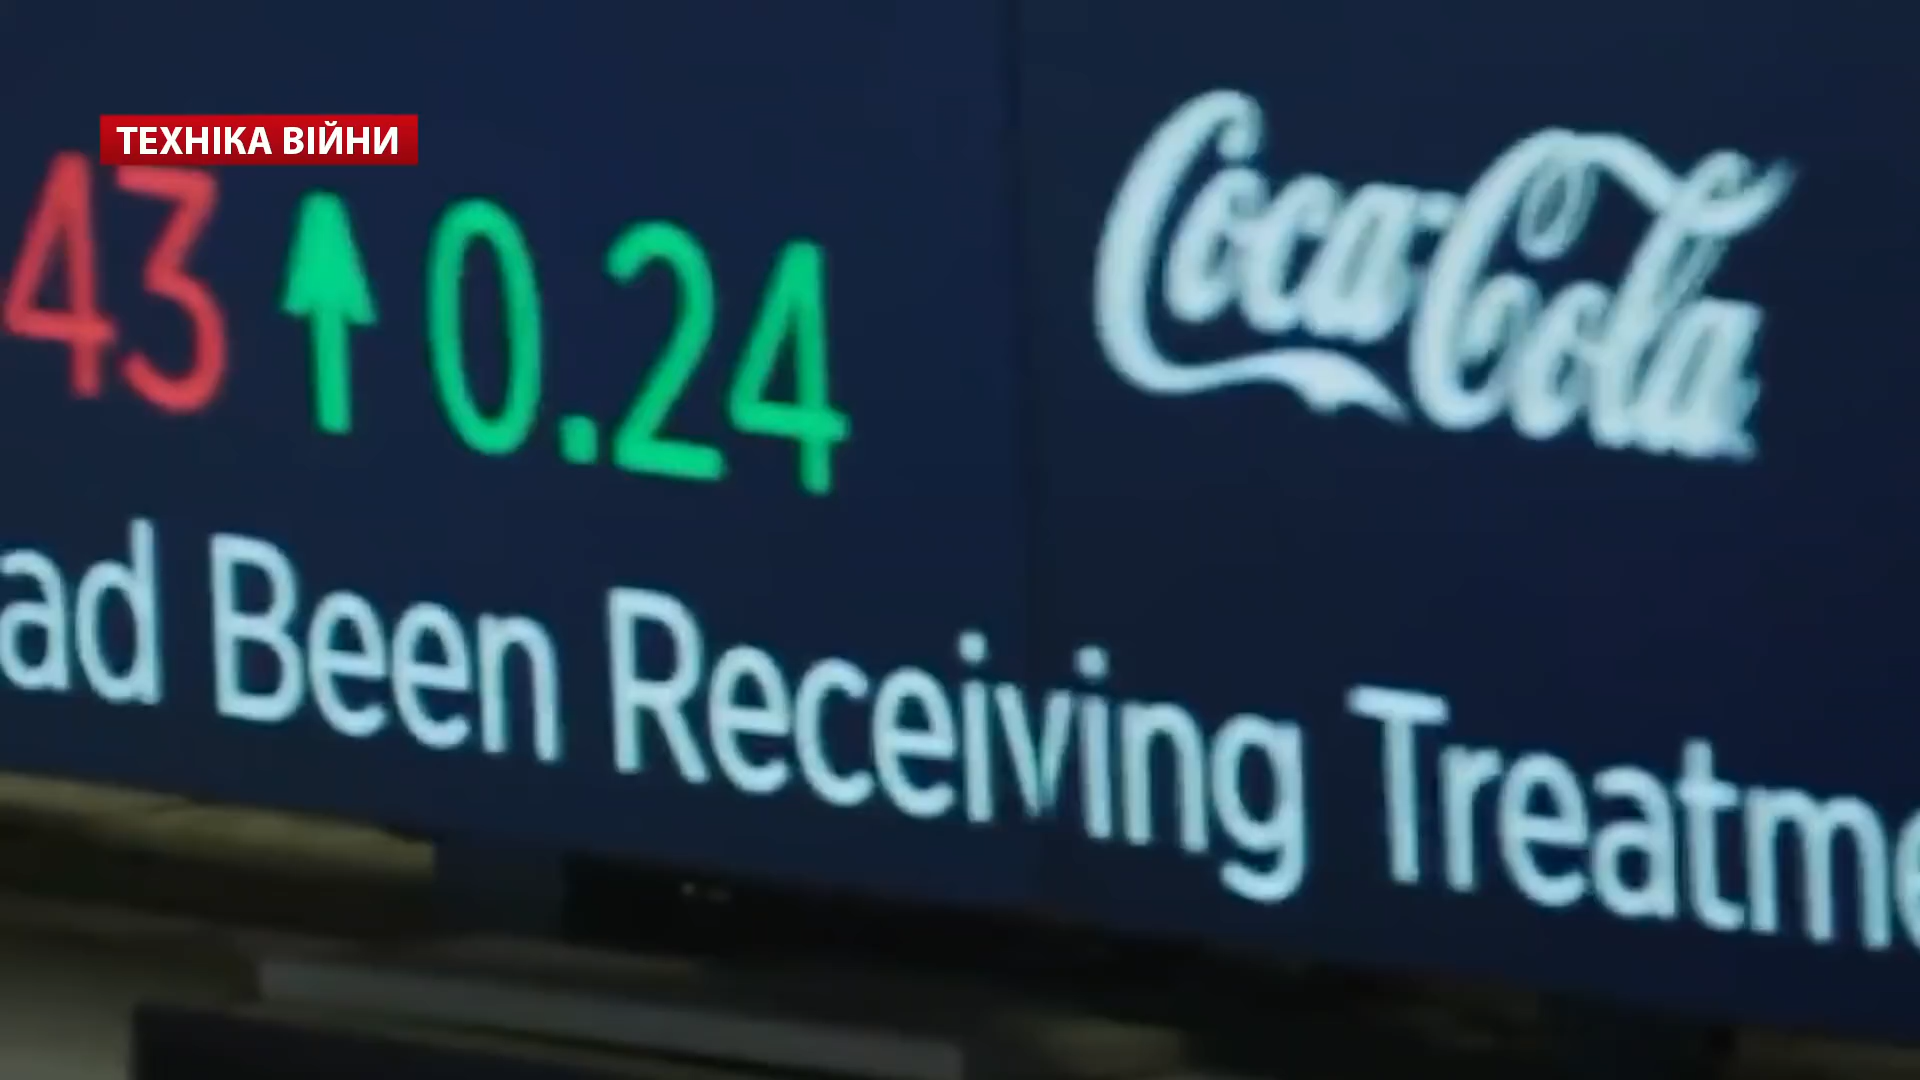 ТЕХНІКА ВІЙНИ
43 ↑ 0.24 Coca-Cola
ad Been Receiving Treatme